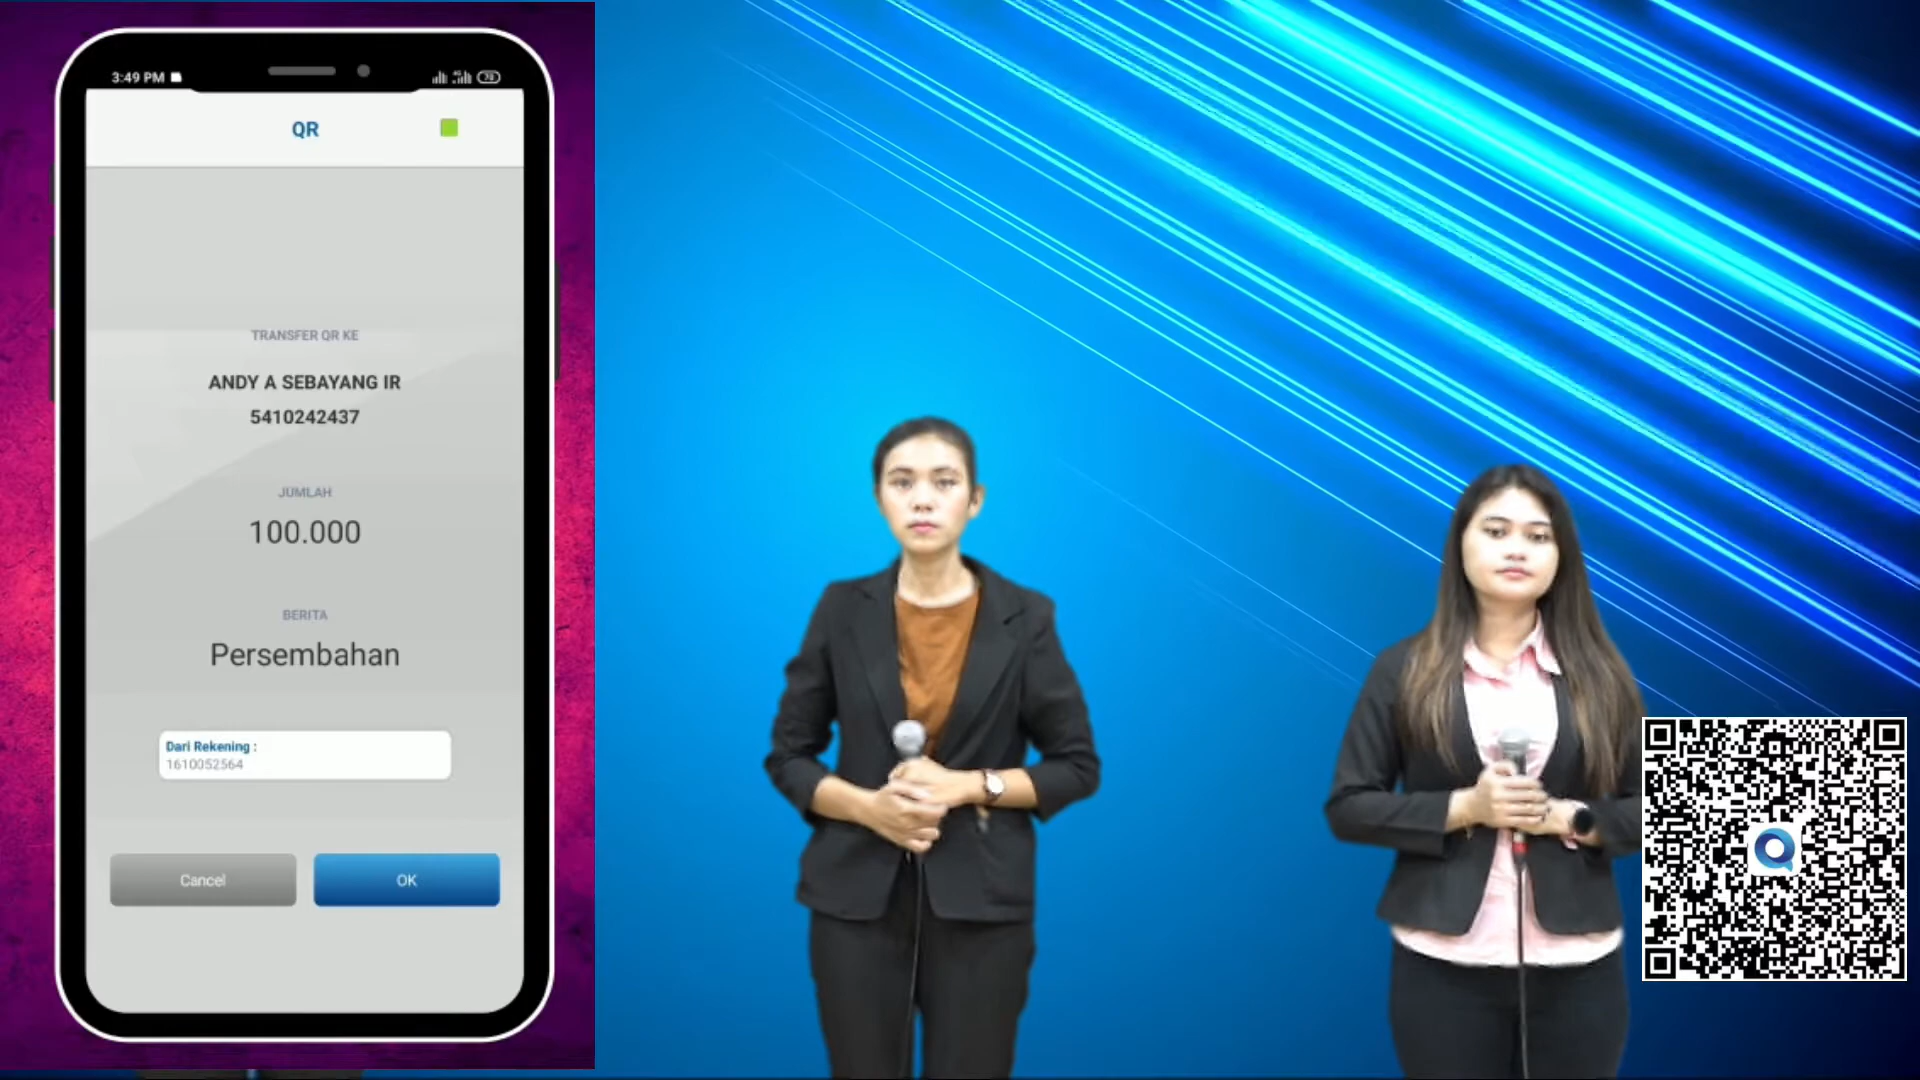 3:49 PM
QR
TRANSFER QR KE
ANDY A SEBAYANG IR
5410242437
JUMLAH
100.000
BERITA
Persembahan
Dari Rekening :
1610052564
Cancel
OK